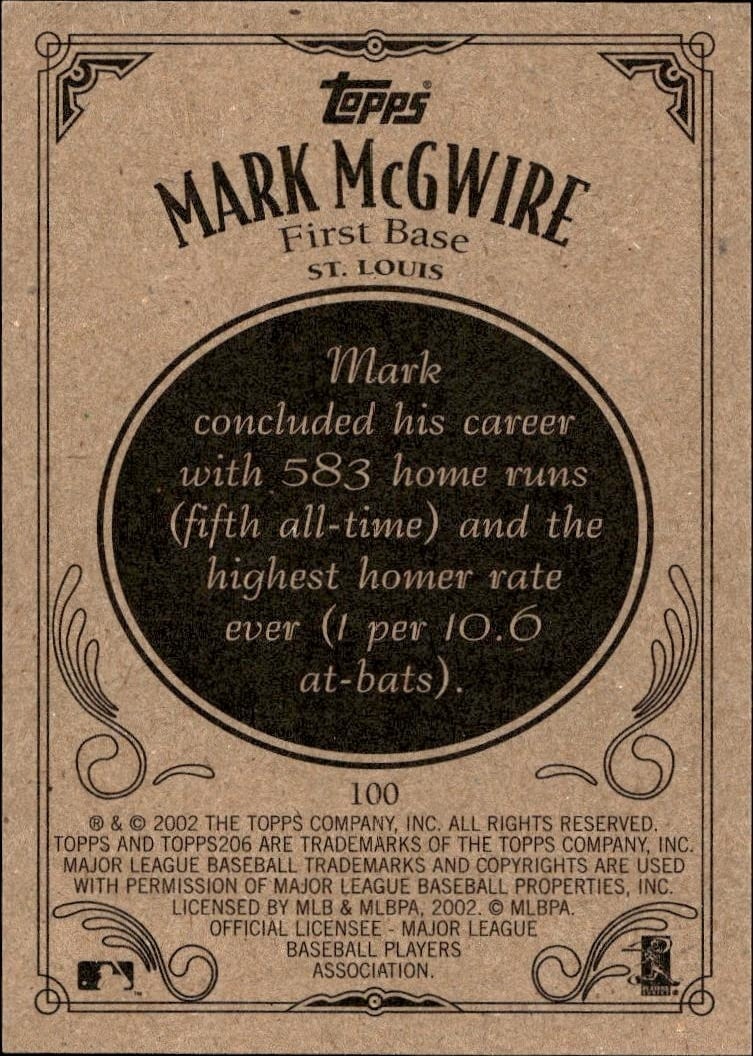 Topps®
MARK McGWIRE
First Base
ST. LOUIS
Mark
concluded his career
with 583 home runs
(fifth all-time) and the
highest homer rate
ever (1 per 10.6
at-bats).
100
® & © 2002 THE TOPPS COMPANY, INC. ALL RIGHTS RESERVED.
TOPPS AND TOPPS206 ARE TRADEMARKS OF THE TOPPS COMPANY, INC.
MAJOR LEAGUE BASEBALL TRADEMARKS AND COPYRIGHTS ARE USED
WITH PERMISSION OF MAJOR LEAGUE BASEBALL PROPERTIES, INC.
LICENSED BY MLB & MLBPA, 2002. © MLBPA.
OFFICIAL LICENSEE - MAJOR LEAGUE
BASEBALL PLAYERS
ASSOCIATION.
™